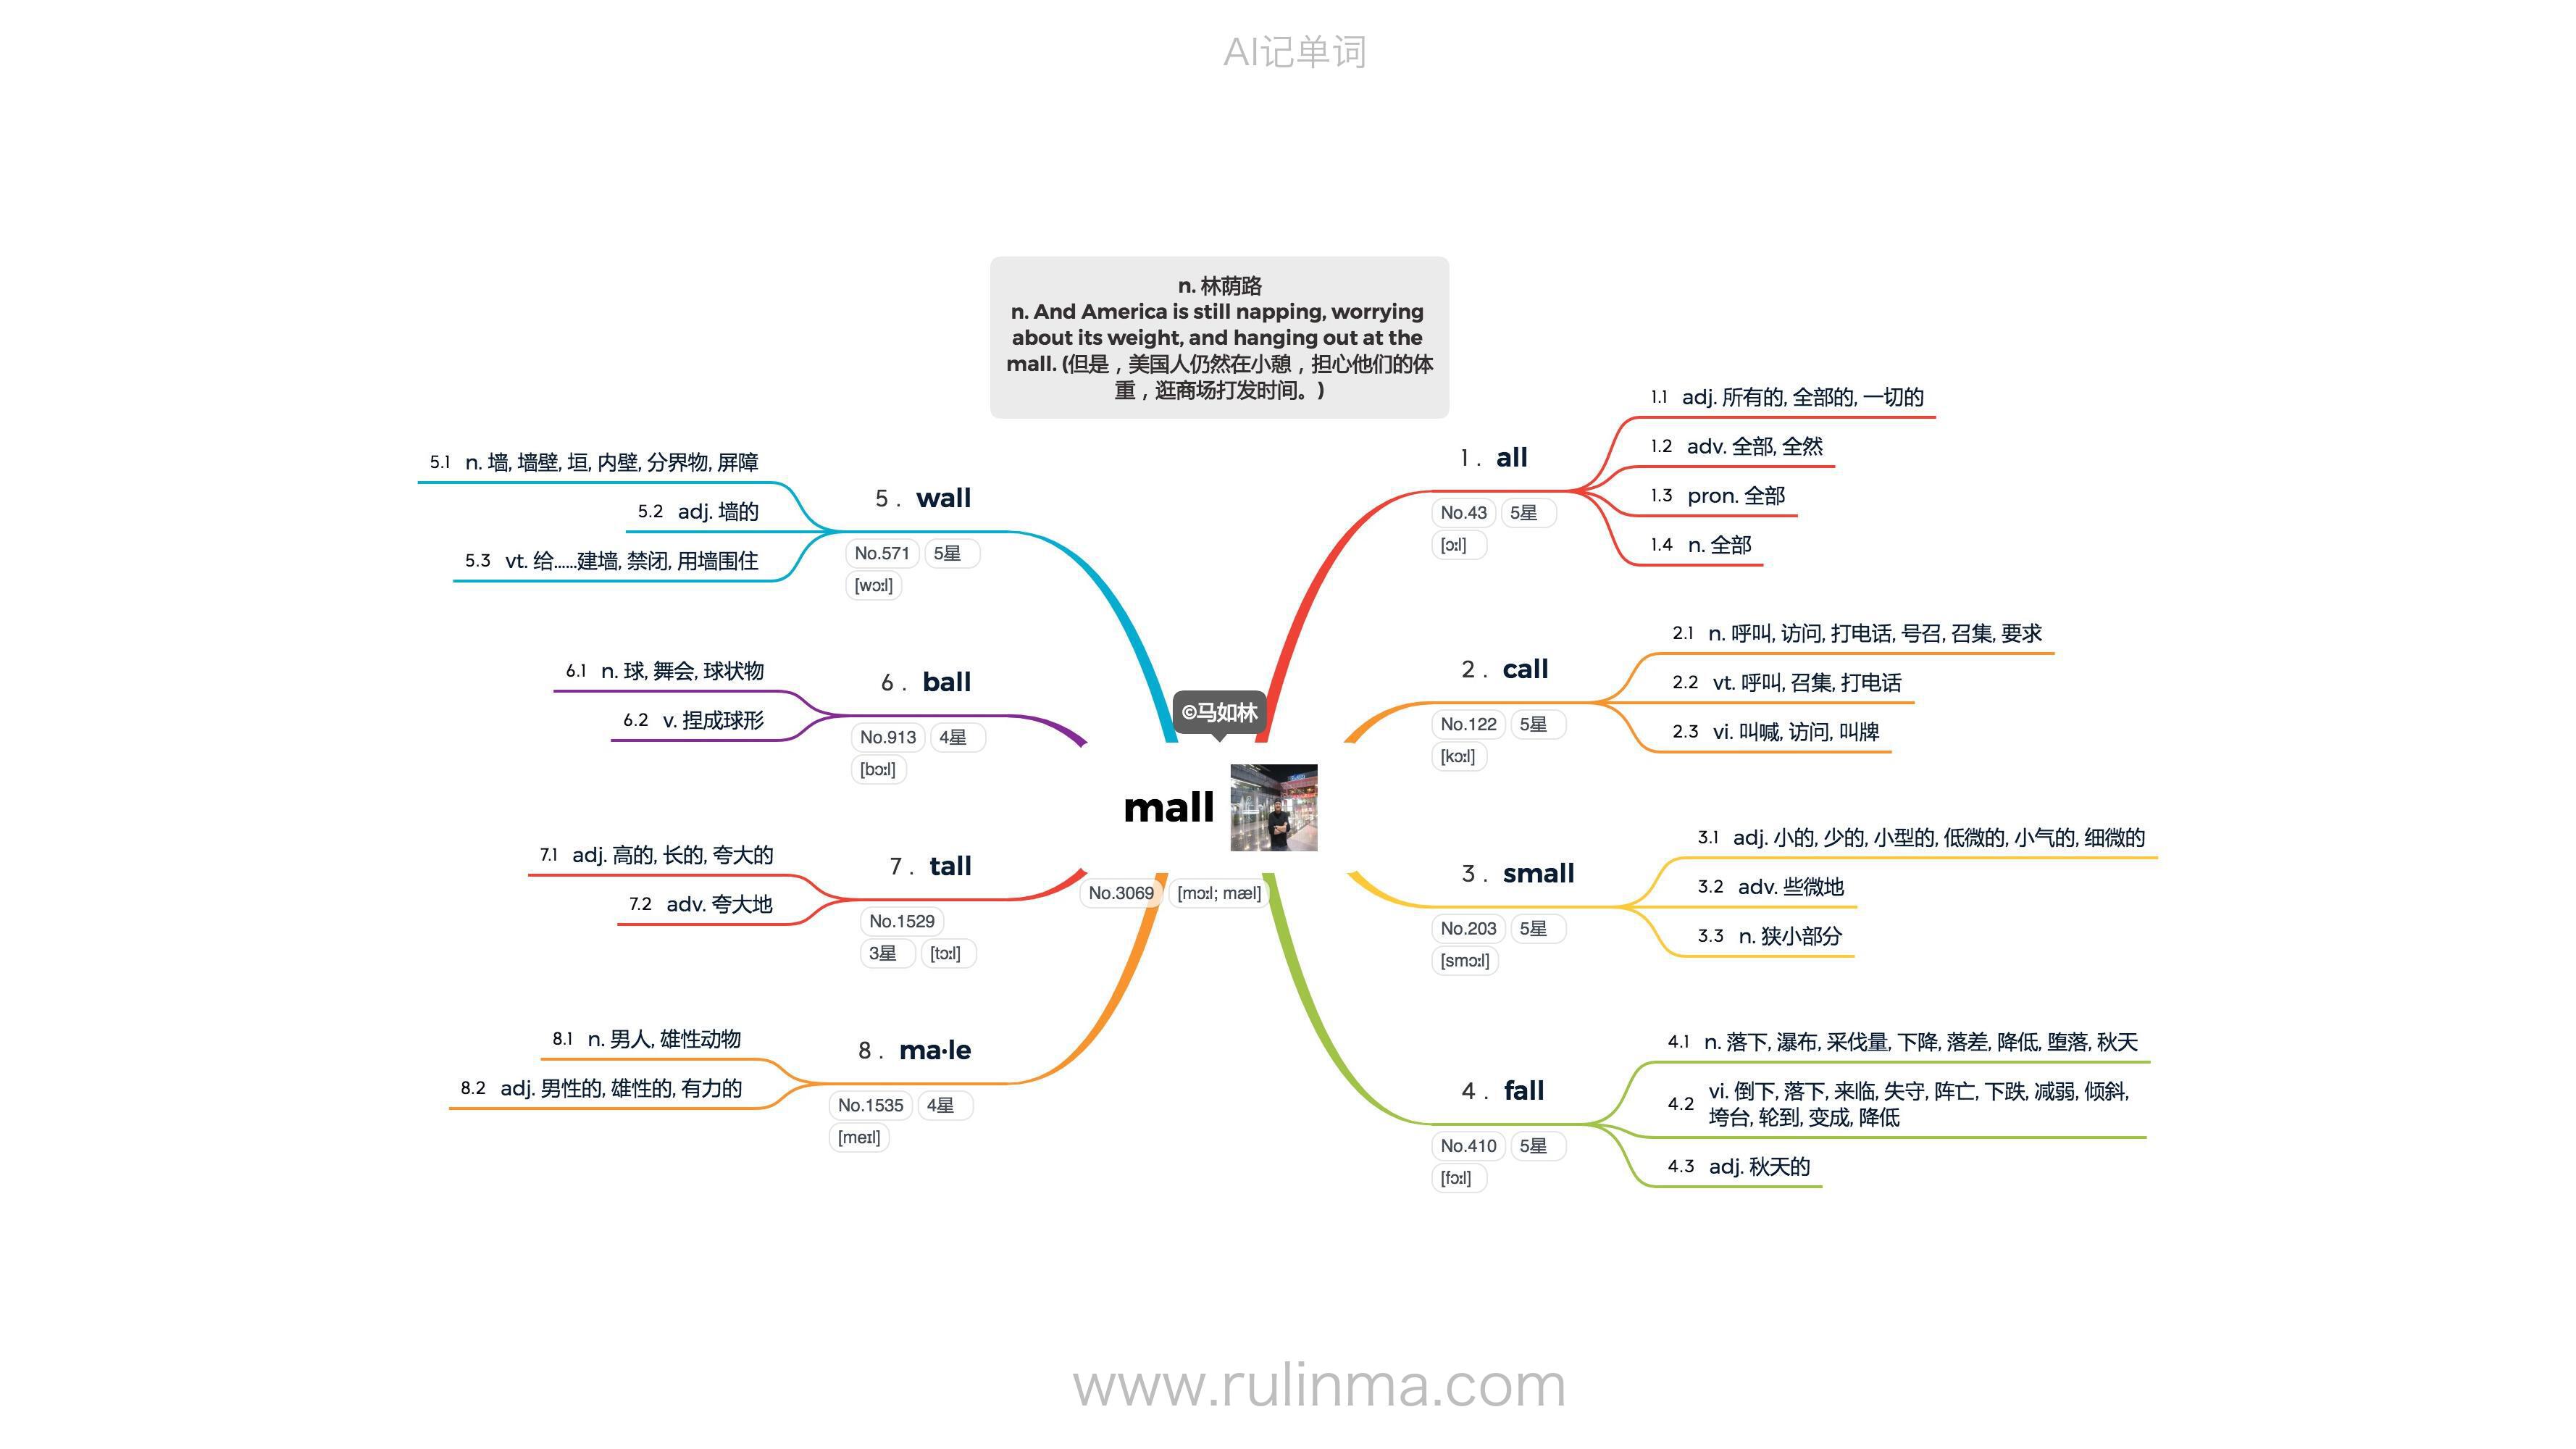 AI记单词
n. 林荫路
n. And America is still napping, worrying
about its weight, and hanging out at the
mall. (但是，美国人仍然在小憩，担心他们的体
重，逛商场打发时间。)
©马如林
mall
No.3069 [mɔːl; mæl]
1. all
No.43 5星
[ɔːl]
1.1 adj. 所有的, 全部的, 一切的
1.2 adv. 全部, 全然
1.3 pron. 全部
1.4 n. 全部
2. call
No.122 5星
[kɔːl]
2.1 n. 呼叫, 访问, 打电话, 号召, 召集, 要求
2.2 vt. 呼叫, 召集, 打电话
2.3 vi. 叫喊, 访问, 叫牌
3. small
No.203 5星
[smɔːl]
3.1 adj. 小的, 少的, 小型的, 低微的, 小气的, 细微的
3.2 adv. 些微地
3.3 n. 狭小部分
4. fall
No.410 5星
[fɔːl]
4.1 n. 落下, 瀑布, 采伐量, 下降, 落差, 降低, 堕落, 秋天
4.2 vi. 倒下, 落下, 来临, 失守, 阵亡, 下跌, 减弱, 倾斜,
垮台, 轮到, 变成, 降低
4.3 adj. 秋天的
5. wall
No.571 5星
[wɔːl]
5.1 n. 墙, 墙壁, 垣, 内壁, 分界物, 屏障
5.2 adj. 墙的
5.3 vt. 给……建墙, 禁闭, 用墙围住
6. ball
No.913 4星
[bɔːl]
6.1 n. 球, 舞会, 球状物
6.2 v. 捏成球形
7. tall
No.1529
3星 [tɔːl]
7.1 adj. 高的, 长的, 夸大的
7.2 adv. 夸大地
8. ma·le
No.1535 4星
[meɪl]
8.1 n. 男人, 雄性动物
8.2 adj. 男性的, 雄性的, 有力的
www.rulinma.com